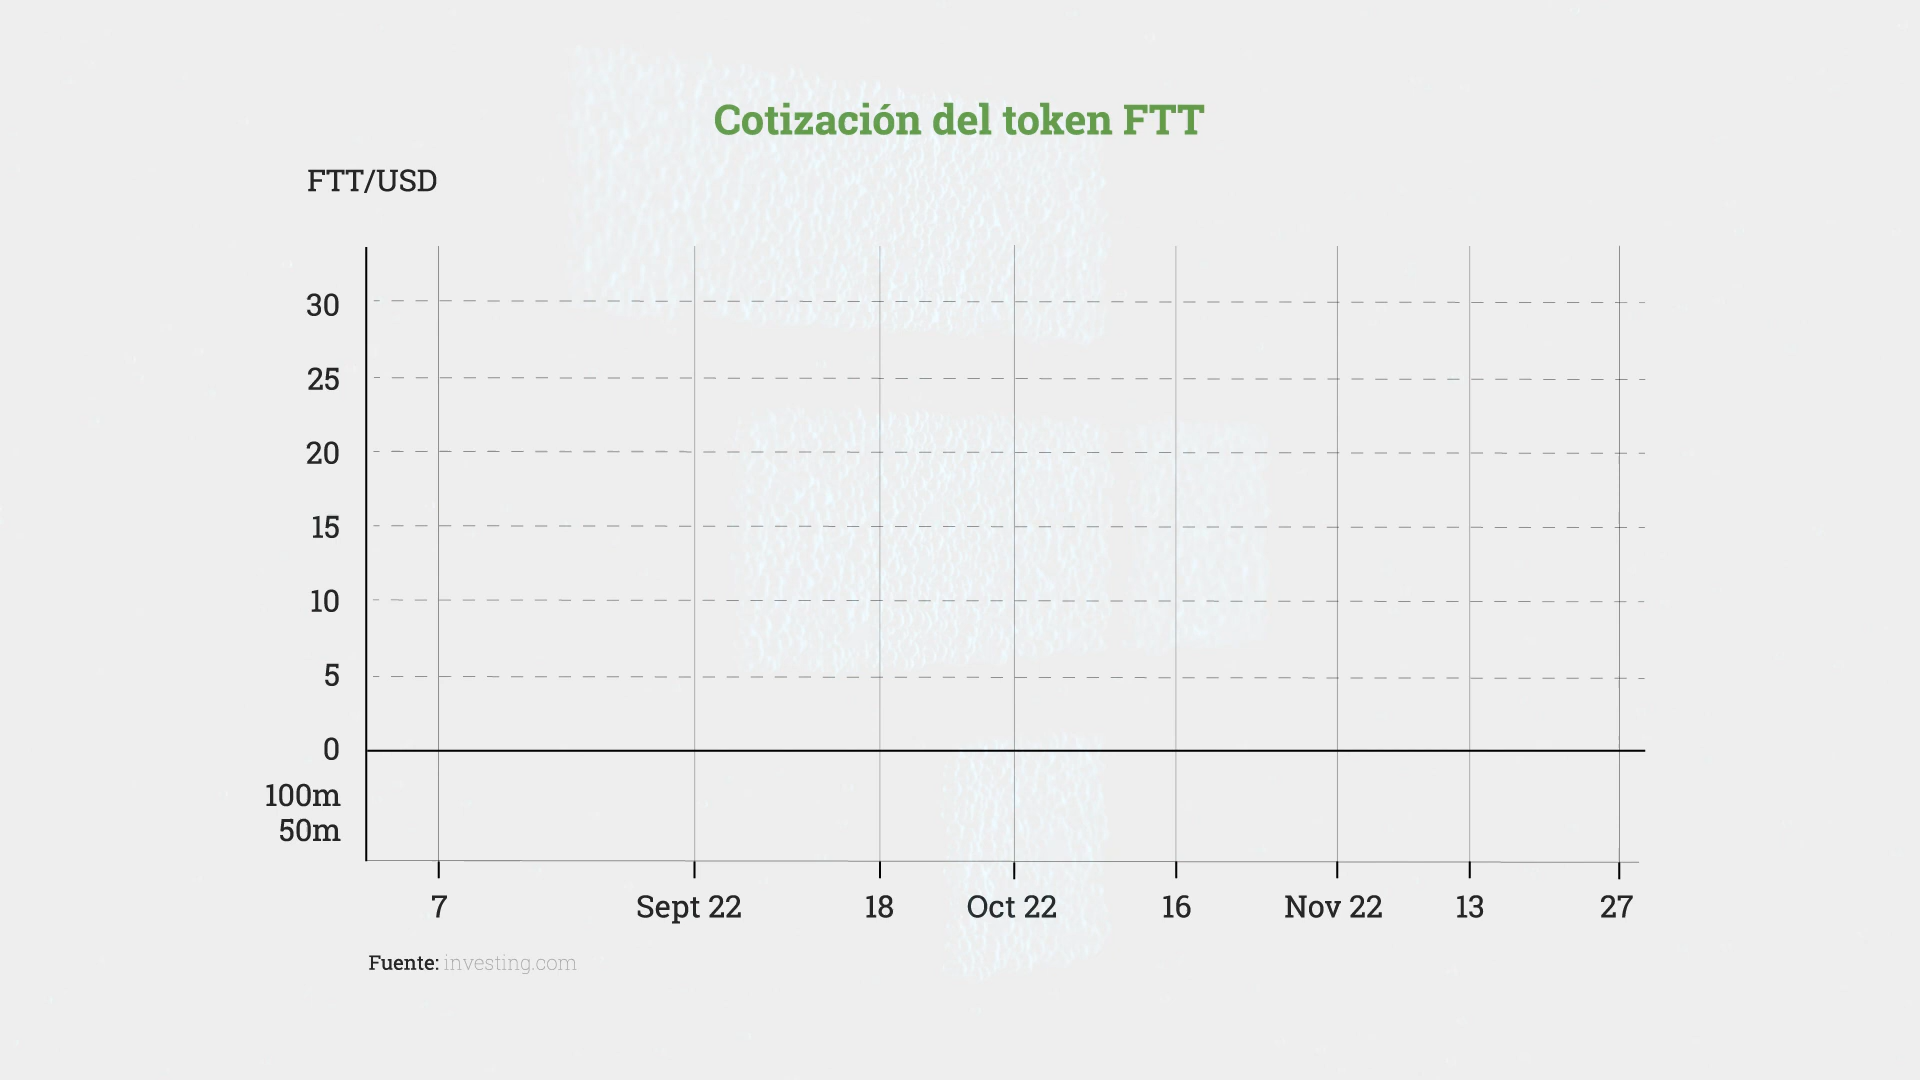 Cotización del token FTT
FTT/USD
30
25
20
15
10
5
0
100m
50m
7 Sept 22 18 Oct 22 16 Nov 22 13 27
Fuente: investing.com